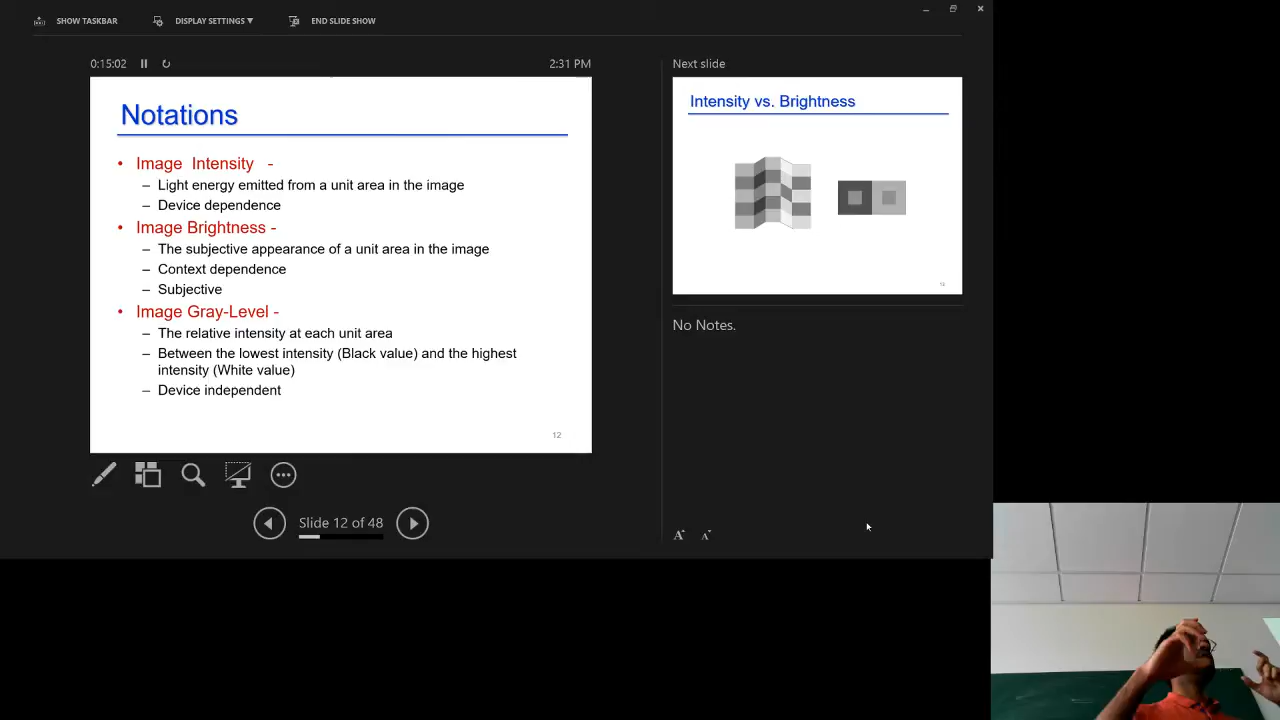 SHOW TASKBAR
DISPLAY SETTINGS ▼
END SLIDE SHOW
0:15:02
2:31 PM
Notations
• Image Intensity -
– Light energy emitted from a unit area in the image
– Device dependence
• Image Brightness -
– The subjective appearance of a unit area in the image
– Context dependence
– Subjective
• Image Gray-Level -
– The relative intensity at each unit area
– Between the lowest intensity (Black value) and the highest
intensity (White value)
– Device independent
12
Slide 12 of 48
Next slide
Intensity vs. Brightness
No Notes.
A A